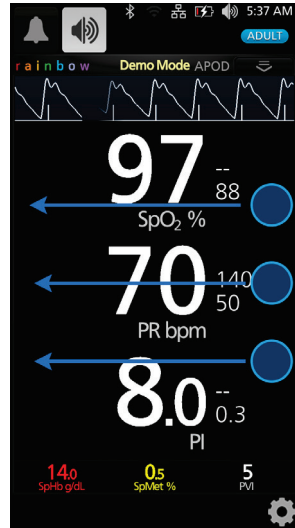 5:37 AM
ADULT
rainbow Demo Mode APOD
97 --
88
SpO₂ %
70 140
50
PR bpm
8.0 --
0.3
PI
14.0 0.5 5
SpHb g/dL SpMet % PVI